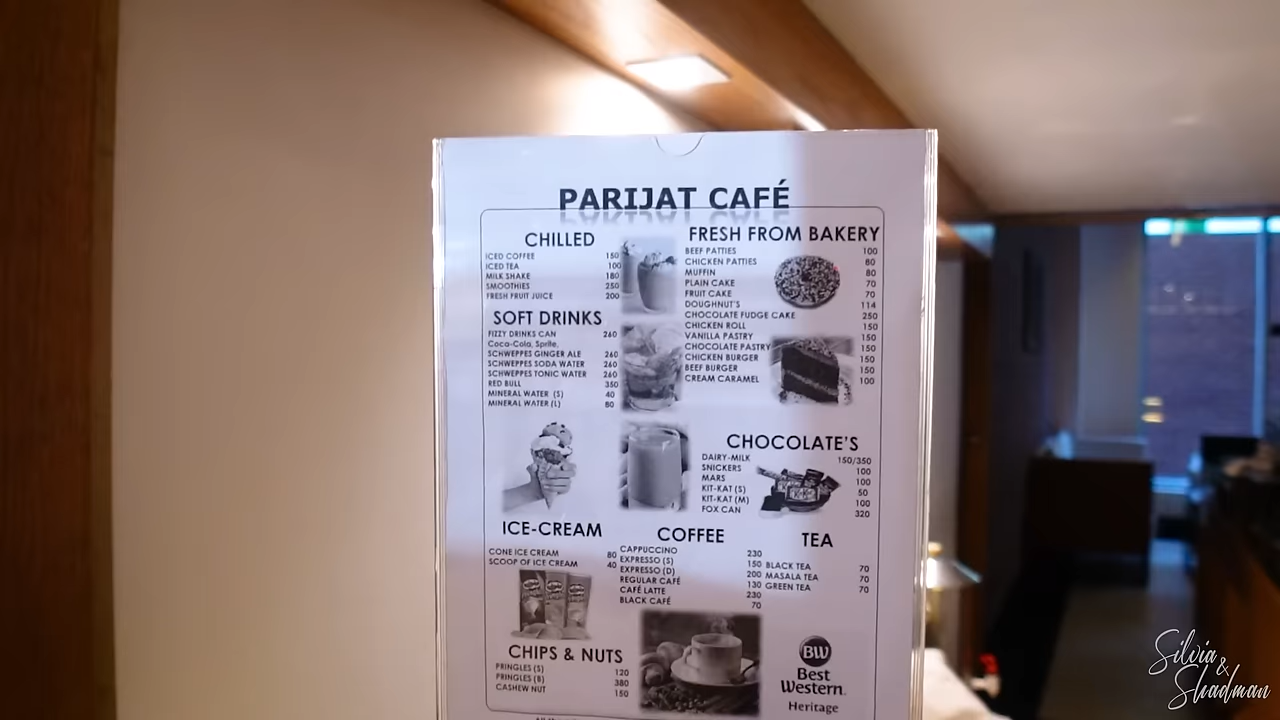 PARIJAT CAFÉ
CHILLED
ICED COFFEE 150
ICED TEA 100
MILK SHAKE 180
SMOOTHIES 250
FRESH FRUIT JUICE 200
SOFT DRINKS
FIZZY DRINKS CAN 260
Coca-Cola, Sprite,
SCHWEPPES GINGER ALE 260
SCHWEPPES SODA WATER 260
SCHWEPPES TONIC WATER 260
RED BULL 350
MINERAL WATER (S) 40
MINERAL WATER (L) 80
FRESH FROM BAKERY
BEEF PATTIES 100
CHICKEN PATTIES 80
MUFFIN 80
PLAIN CAKE 70
FRUIT CAKE 70
DOUGHNUT'S 114
CHOCOLATE FUDGE CAKE 250
CHICKEN ROLL 150
VANILLA PASTRY 150
CHOCOLATE PASTRY 150
CHICKEN BURGER 150
BEEF BURGER 150
CREAM CARAMEL 100
CHOCOLATE'S
DAIRY-MILK 150/350
SNICKERS 100
MARS 100
KIT-KAT (S) 50
KIT-KAT (M) 100
FOX CAN 320
ICE-CREAM
CONE ICE CREAM 80
SCOOP OF ICE CREAM 40
COFFEE
CAPPUCCINO 230
EXPRESSO (S) 150
EXPRESSO (D) 200
REGULAR CAFÉ 130
CAFÉ LATTE 230
BLACK CAFÉ 70
TEA
BLACK TEA 70
MASALA TEA 70
GREEN TEA 70
CHIPS & NUTS
PRINGLES (S) 120
PRINGLES (B) 380
CASHEW NUT 150
BW
Best
Western
Heritage
Silvia
&
Shadman